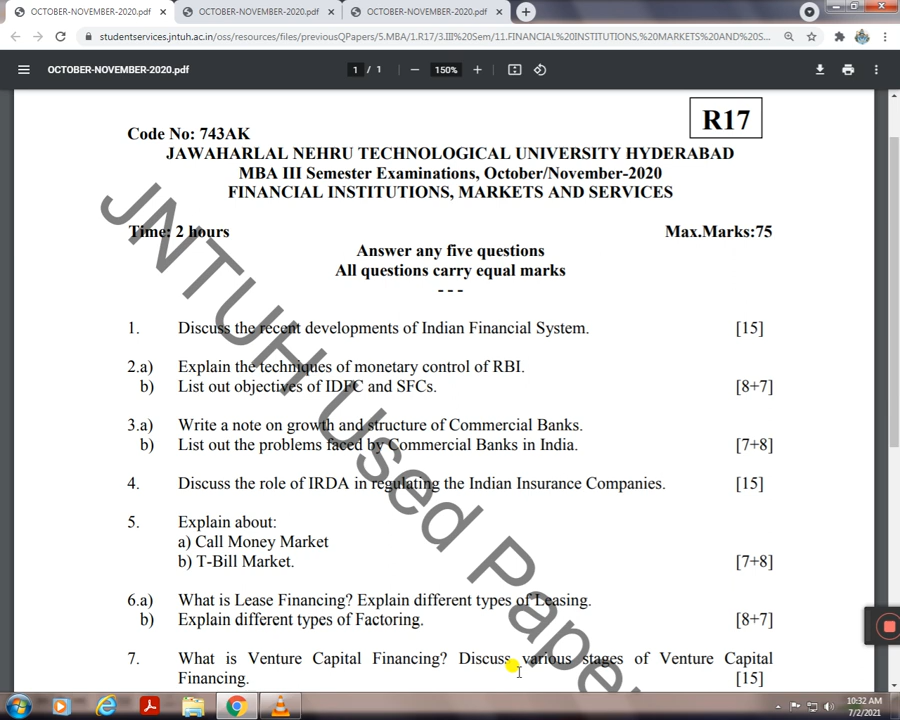 OCTOBER-NOVEMBER-2020.pdf × OCTOBER-NOVEMBER-2020.pdf × OCTOBER-NOVEMBER-2020.pdf × +
studentservices.jntuh.ac.in/oss/resources/files/previousQPapers/5.MBA/1.R17/3.III%20Sem/11.FINANCIAL%20INSTITUTIONS,%20MARKETS%20AND%20S...
OCTOBER-NOVEMBER-2020.pdf 1 / 1 — 150% +
R17
Code No: 743AK
JAWAHARLAL NEHRU TECHNOLOGICAL UNIVERSITY HYDERABAD
MBA III Semester Examinations, October/November-2020
FINANCIAL INSTITUTIONS, MARKETS AND SERVICES
Time: 2 hours Max.Marks:75
Answer any five questions
All questions carry equal marks
- - -
1. Discuss the recent developments of Indian Financial System. [15]
2.a) Explain the techniques of monetary control of RBI.
b) List out objectives of IDFC and SFCs. [8+7]
3.a) Write a note on growth and structure of Commercial Banks.
b) List out the problems faced by Commercial Banks in India. [7+8]
4. Discuss the role of IRDA in regulating the Indian Insurance Companies. [15]
5. Explain about:
a) Call Money Market
b) T-Bill Market. [7+8]
6.a) What is Lease Financing? Explain different types of Leasing.
b) Explain different types of Factoring. [8+7]
7. What is Venture Capital Financing? Discuss various stages of Venture Capital
Financing. [15]
JNTUH Used Paper
10:32 AM
7/2/2021